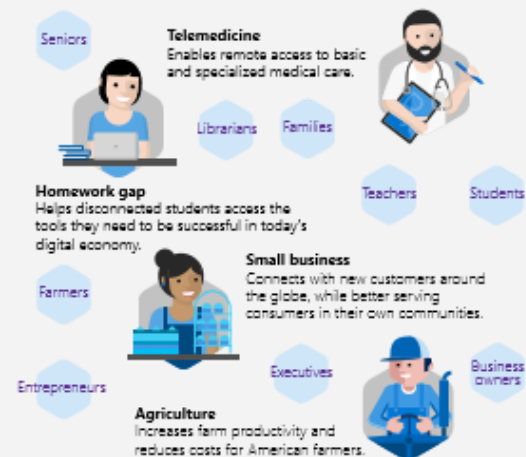 Seniors
Telemedicine
Enables remote access to basic
and specialized medical care.
Librarians
Families
Teachers
Students
Homework gap
Helps disconnected students access the
tools they need to be successful in today's
digital economy.
Small business
Connects with new customers around
the globe, while better serving
consumers in their own communities.
Farmers
Entrepreneurs
Executives
Business
owners
Agriculture
Increases farm productivity and
reduces costs for American farmers.